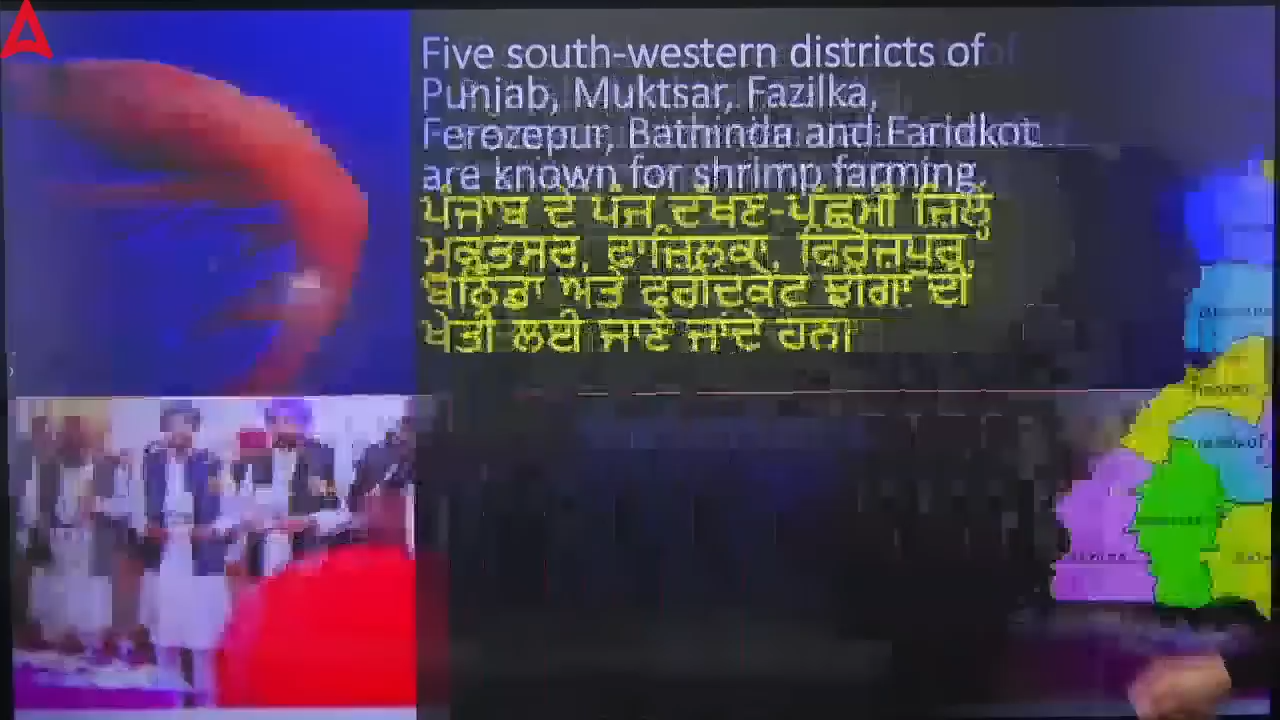 Five south-western districts of
Punjab, Muktsar, Fazilka,
Ferozepur, Bathinda and Faridkot
are known for shrimp farming.
ਪੰਜਾਬ ਦੇ ਪੰਜ ਦੱਖਣ-ਪੱਛਮੀ ਜ਼ਿਲ੍ਹੇ
ਮੁਕਤਸਰ, ਫਾਜ਼ਿਲਕਾ, ਫਿਰੋਜ਼ਪੁਰ,
ਬਠਿੰਡਾ ਅਤੇ ਫਰੀਦਕੋਟ ਝੀਂਗਾ ਦੀ
ਖੇਤੀ ਲਈ ਜਾਣੇ ਜਾਂਦੇ ਹਨ।